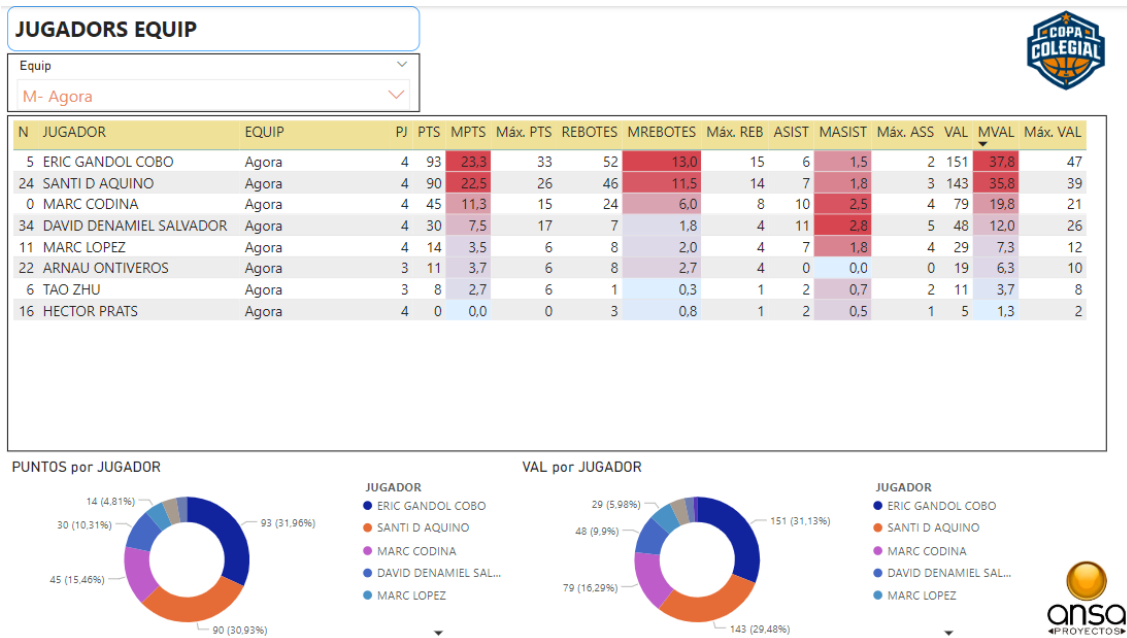 JUGADORS EQUIP
COPA
COLEGIAL
Equip
M- Agora
N JUGADOR EQUIP PJ PTS MPTS Máx. PTS REBOTES MREBOTES Máx. REB ASIST MASIST Máx. ASS VAL MVAL Máx. VAL
5 ERIC GANDOL COBO Agora 4 93 23,3 33 52 13,0 15 6 1,5 2 151 37,8 47
24 SANTI D AQUINO Agora 4 90 22,5 26 46 11,5 14 7 1,8 3 143 35,8 39
0 MARC CODINA Agora 4 45 11,3 15 24 6,0 8 10 2,5 4 79 19,8 21
34 DAVID DENAMIEL SALVADOR Agora 4 30 7,5 17 7 1,8 4 11 2,8 5 48 12,0 26
11 MARC LOPEZ Agora 4 14 3,5 6 8 2,0 4 7 1,8 4 29 7,3 12
22 ARNAU ONTIVEROS Agora 3 11 3,7 6 8 2,7 4 0 0,0 0 19 6,3 10
6 TAO ZHU Agora 3 8 2,7 6 1 0,3 1 2 0,7 2 11 3,7 8
16 HECTOR PRATS Agora 4 0 0,0 0 3 0,8 1 2 0,5 1 5 1,3 2
PUNTOS por JUGADOR
14 (4,81%)
30 (10,31%)
93 (31,96%)
45 (15,46%)
90 (30,93%)
JUGADOR
ERIC GANDOL COBO
SANTI D AQUINO
MARC CODINA
DAVID DENAMIEL SAL...
MARC LOPEZ
VAL por JUGADOR
29 (5,98%)
48 (9,9%)
151 (31,13%)
79 (16,29%)
143 (29,48%)
JUGADOR
ERIC GANDOL COBO
SANTI D AQUINO
MARC CODINA
DAVID DENAMIEL SAL...
MARC LOPEZ
ansa
PROYECTOS